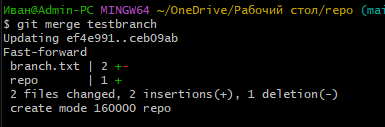 Иван@Admin-PC MINGW64 ~/OneDrive/Рабочий стол/repo (mai
$ git merge testbranch
Updating ef4e991..ceb09ab
Fast-forward
 branch.txt | 2 +-
 repo       | 1 +
 2 files changed, 2 insertions(+), 1 deletion(-)
 create mode 160000 repo